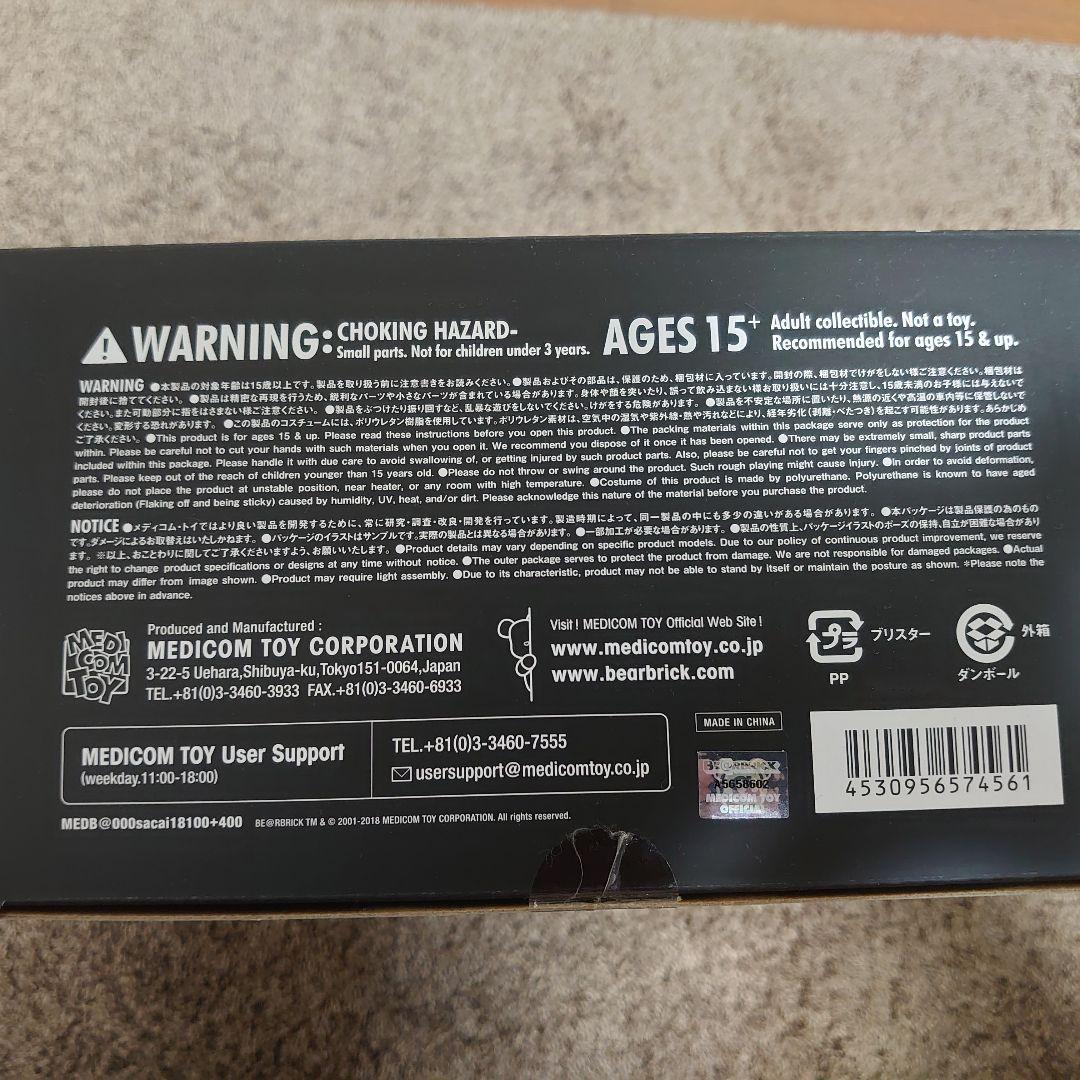 WARNING: CHOKING HAZARD-
Small parts. Not for children under 3 years.
AGES 15+
Adult collectible. Not a toy.
Recommended for ages 15 & up.
WARNING ●本製品の対象年齢は15歳以上です。製品を取り扱う前に注意書きをお読みください。●製品およびその部品は、保護のため、梱包材に入っています。開封の際、梱包材でけがをしない様ご注意ください。梱包材は
開封後に捨ててください。●製品は精密な再現を行うため、鋭利なパーツや小さなパーツが含まれている場合があります。身体や顔を突いたり、誤って飲み込まない様お取り扱いには十分注意し、15歳未満のお子様には与えないで
ください。また可動部分に指をはさまない様ご注意ください。●製品をぶつけたり振り回すなど、乱暴な遊びをしないでください。けがをする危険があります。●製品を不安定な場所に置いたり、熱源の近くや高温の車内等に保管しないで
ください。変形する恐れがあります。●この製品のコスチュームには、ポリウレタン樹脂を使用しています。ポリウレタン素材は、空気中の湿気や紫外線・熱や汚れなどにより、経年劣化(剥離・べたつき)を起こす可能性があります。あらかじめ
ご了承ください。●This product is for ages 15 & up. Please read these instructions before you open this product. ●The packing materials within this package serve only as protection for the product
within. Please be careful not to cut your hands with such materials when you open it. We recommend you dispose of it once it has been opened. ●There may be extremely small, sharp product parts
included within this package. Please handle it with due care to avoid swallowing of, or getting injured by such product parts. Also, please be careful not to get your fingers pinched by joints of product
parts. Please keep out of the reach of children younger than 15 years old. ●Please do not throw or swing around the product. Such rough playing might cause injury. ●In order to avoid deformation,
please do not place the product at unstable position, near heater, or any room with high temperature. ●Costume of this product is made by polyurethane. Polyurethane is known to have aged
deterioration (Flaking off and being sticky) caused by humidity, UV, heat, and/or dirt. Please acknowledge this nature of the material before you purchase the product.
NOTICE ●メディコム・トイではより良い製品を開発するために、常に研究・調査・改良・開発を行っています。製造時期によって、同一製品の中にも多少の違いがある場合があります。●本パッケージは製品保護の為のもの
です。ダメージによるお取替えはいたしかねます。●パッケージのイラストはサンプルです。実際の製品とは異なる場合があります。●一部加工が必要な場合があります。●製品の性質上、パッケージイラストのポーズの保持、自立が困難な場合があり
ます。※以上、おことわりに関してご了承くださいますよう、お願いいたします。●Product details may vary depending on specific product models. Due to our policy of continuous product improvement, we reserve
the right to change product specifications or designs at any time without notice. ●The outer package serves to protect the product from damage. We are not responsible for damaged packages. ●Actual
product may differ from image shown. ●Product may require light assembly. ●Due to its characteristic, product may not be able to stand by itself or maintain the posture as shown. *Please note the
notices above in advance.
MEDI
COM
TOY
Produced and Manufactured :
MEDICOM TOY CORPORATION
3-22-5 Uehara,Shibuya-ku,Tokyo151-0064,Japan
TEL.+81(0)3-3460-3933 FAX.+81(0)3-3460-6933
Visit ! MEDICOM TOY Official Web Site !
www.medicomtoy.co.jp
www.bearbrick.com
プラ
ブリスター
PP
外箱
ダンボール
MEDICOM TOY User Support
(weekday.11:00-18:00)
TEL.+81(0)3-3460-7555
usersupport@medicomtoy.co.jp
MADE IN CHINA
BE@RBRICK
A5658602
MEDICOM TOY
OFFICIAL
4530956574561
MEDB@000sacai18100+400
BE@RBRICK TM & © 2001-2018 MEDICOM TOY CORPORATION. All rights reserved.